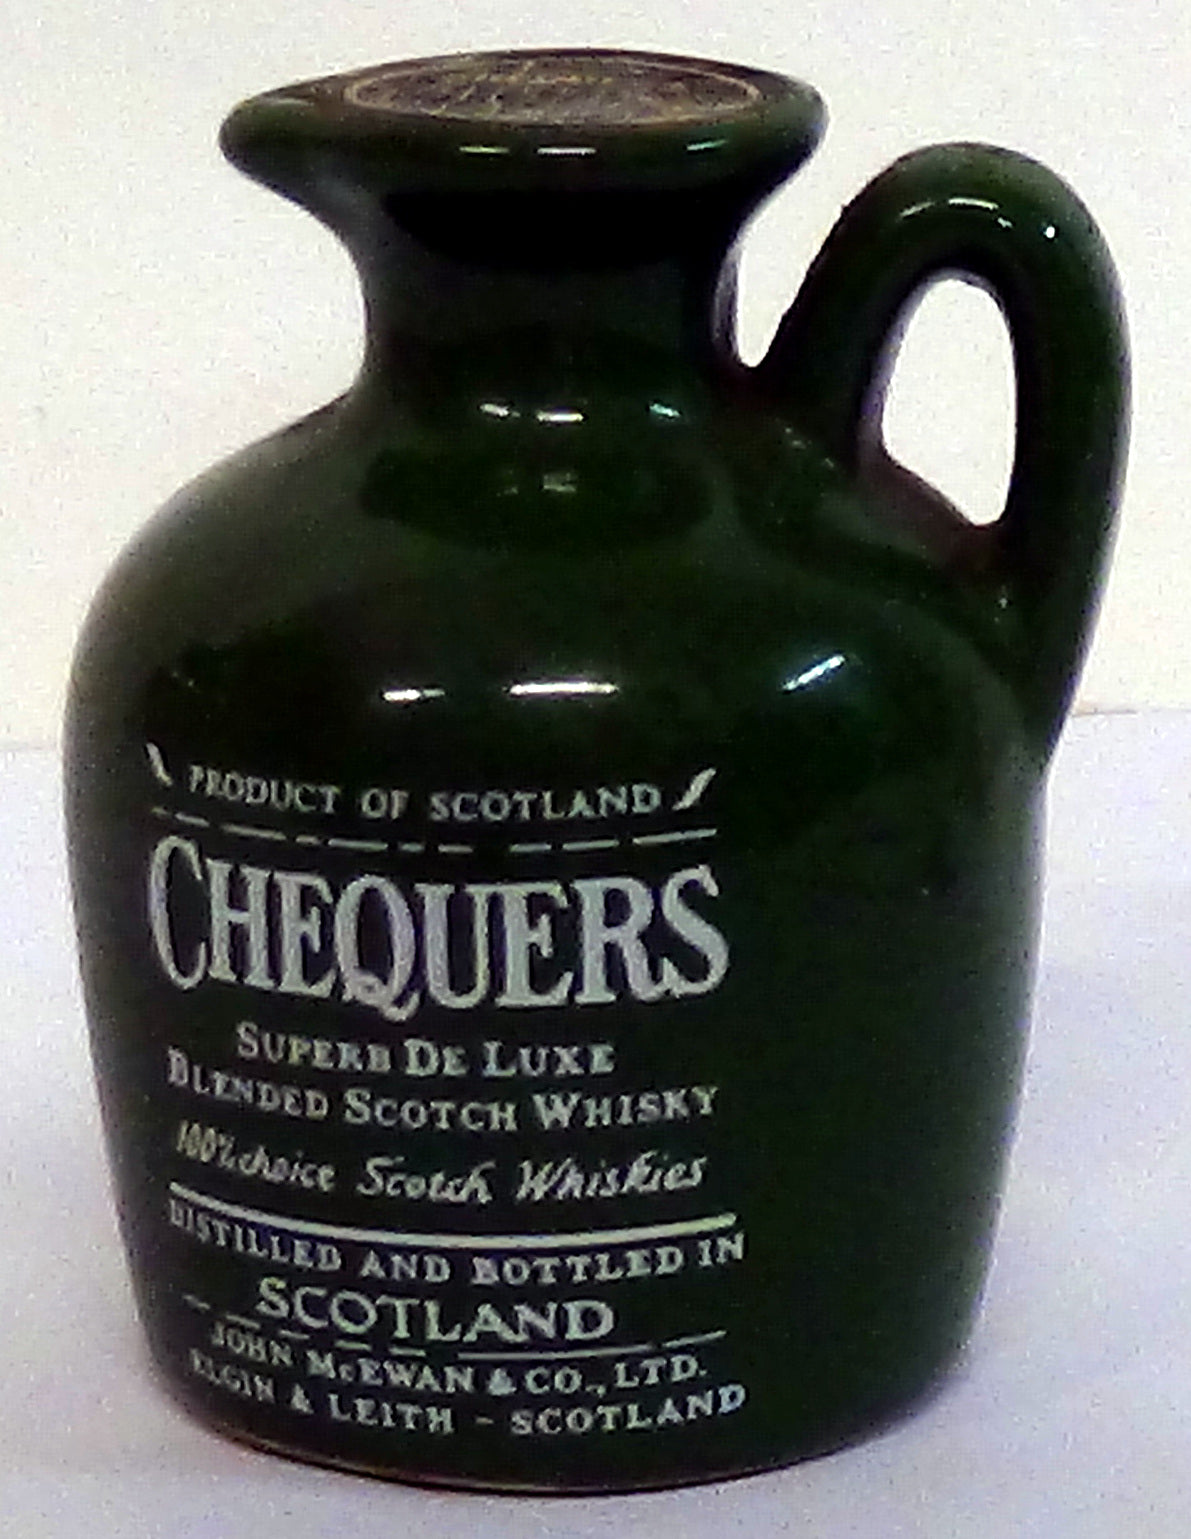 PRODUCT OF SCOTLAND
CHEQUERS
SUPERB DE LUXE
BLENDED SCOTCH WHISKY
100% choice Scotch Whiskies
DISTILLED AND BOTTLED IN
SCOTLAND
JOHN McEWAN & CO., LTD.
ELGIN & LEITH - SCOTLAND